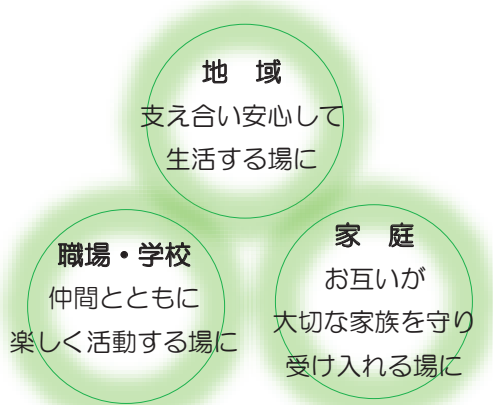 地　域
支え合い安心して
生活する場に
職場・学校
仲間とともに
楽しく活動する場に
家　庭
お互いが
大切な家族を守り
受け入れる場に